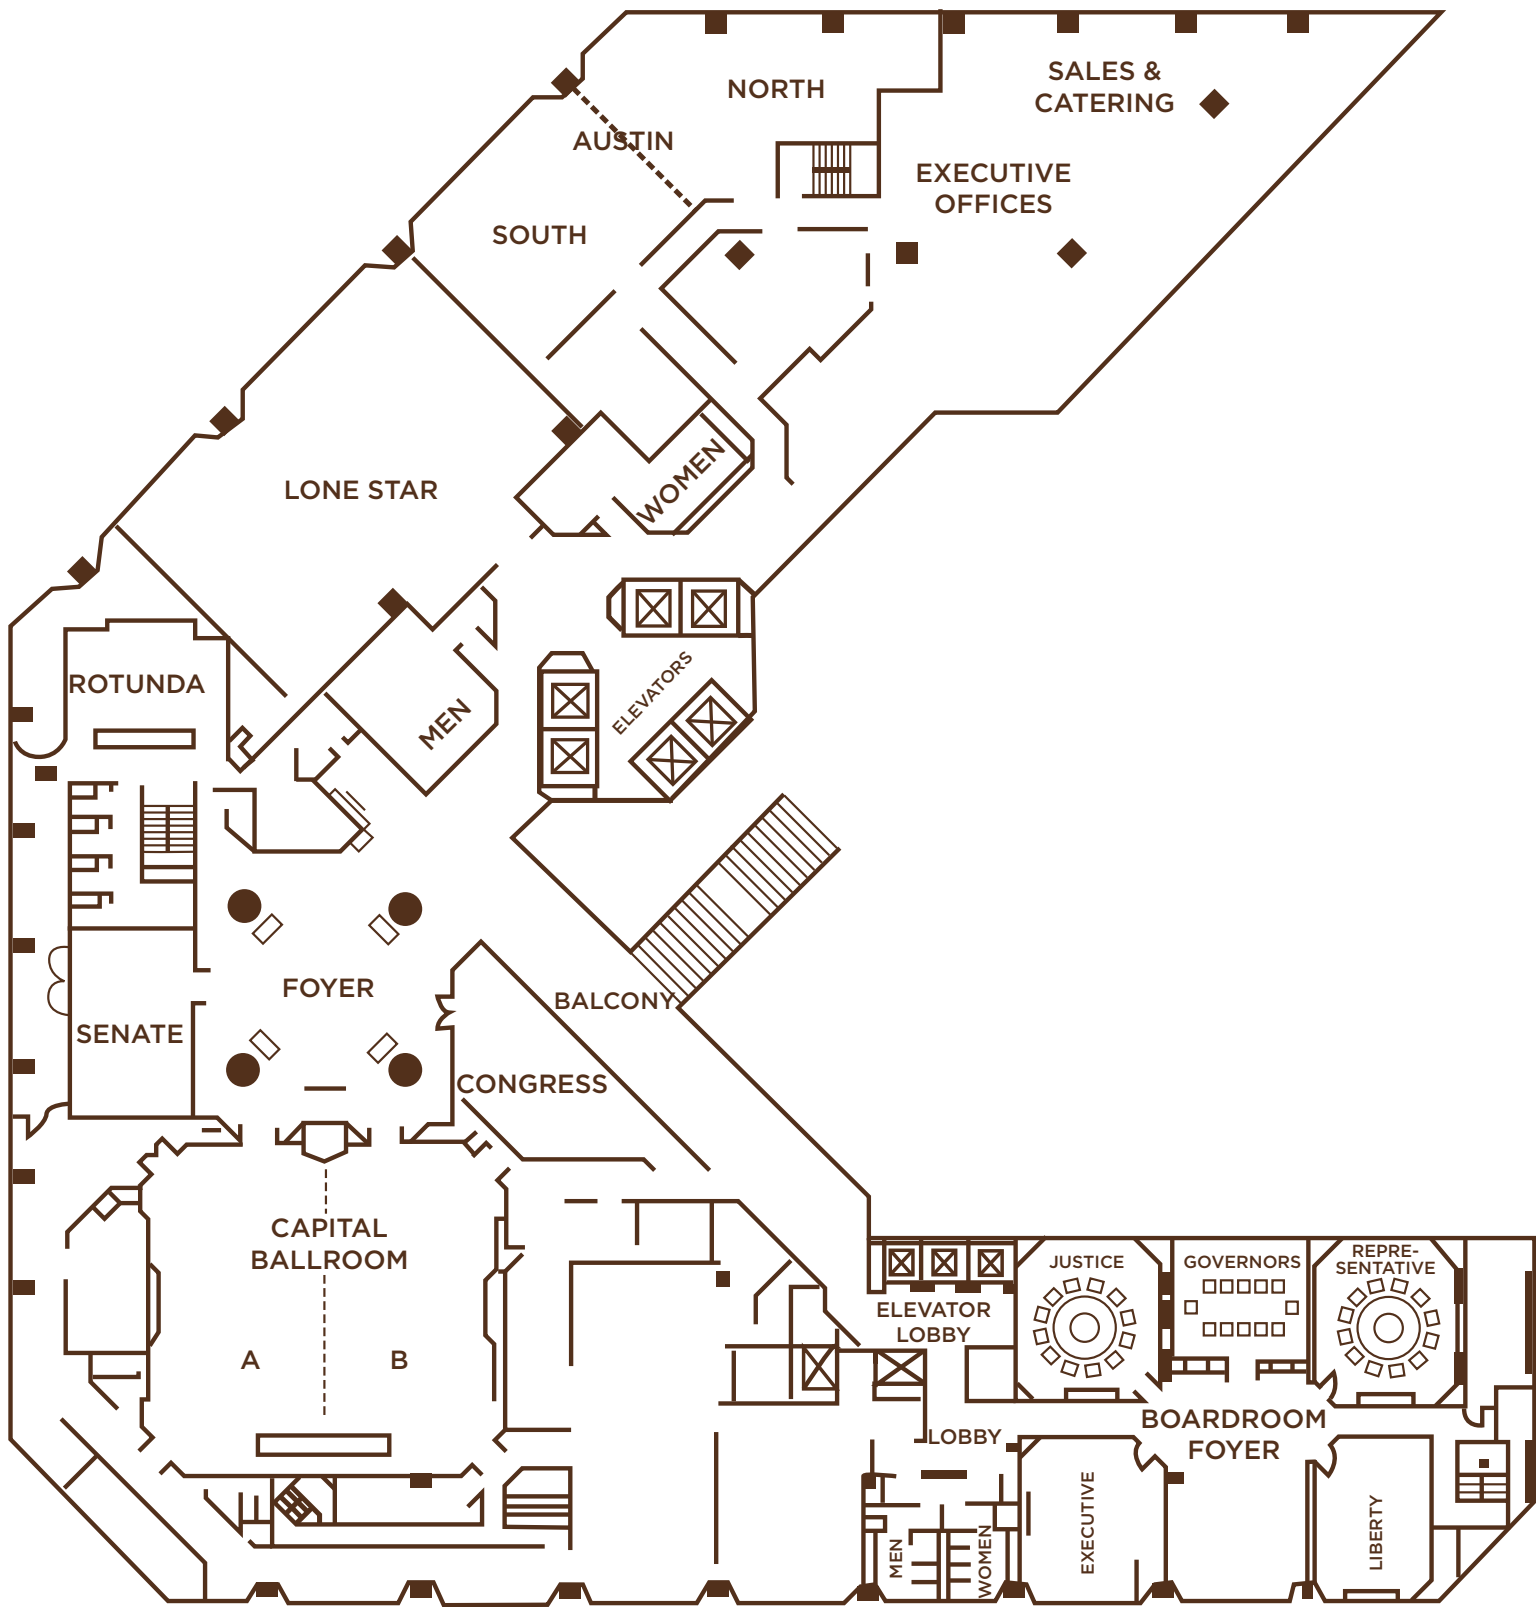 NORTH
SALES &
CATERING
AUSTIN
EXECUTIVE
OFFICES
SOUTH
LONE STAR
WOMEN
ROTUNDA
MEN
ELEVATORS
FOYER
BALCONY
SENATE
CONGRESS
CAPITAL
BALLROOM
A
B
JUSTICE
GOVERNORS
REPRE-
SENTATIVE
ELEVATOR
LOBBY
LOBBY
BOARDROOM
FOYER
MEN
WOMEN
EXECUTIVE
LIBERTY